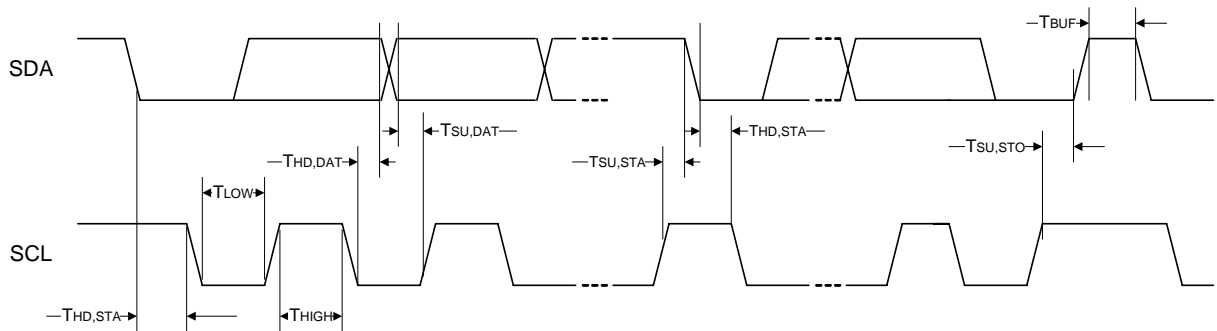 TBUF
SDA
TSU,DAT
THD,STA
THD,DAT
TSU,STA
TSU,STO
TLOW
SCL
THD,STA
THIGH